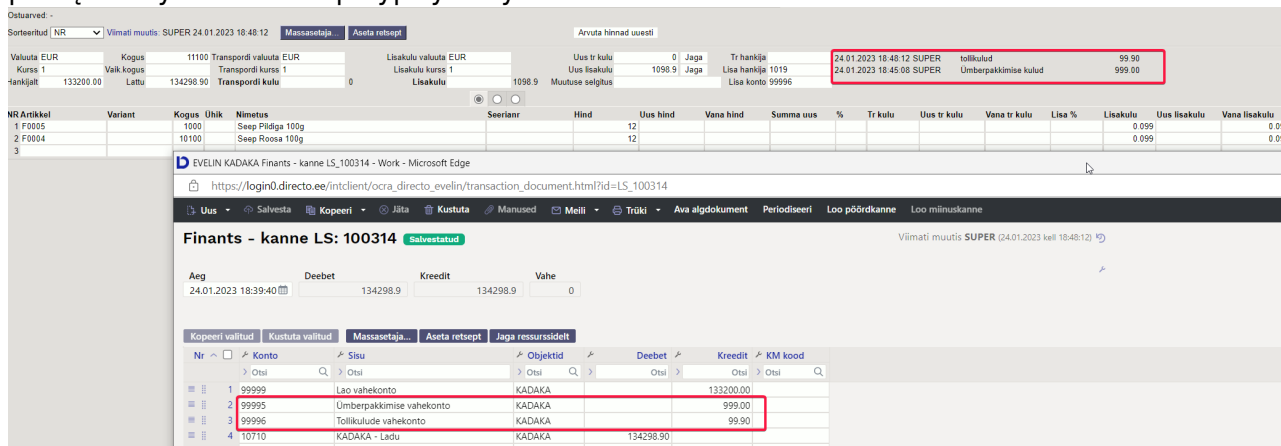 Ostuarved: -
Sorteeritud NR Viimati muutis: SUPER 24.01.2023 18:48:12 Massasetaja... Aseta retsept Arvuta hinnad uuesti
Valuuta EUR Kogus 11100 Transpordi valuuta EUR Lisakulu valuuta EUR Uus tr kulu 0 Jaga Tr hankija 24.01.2023 18:48:12 SUPER tollikulud 99.90
Kurss 1 Vaik.kogus Transpordi kurss 1 Lisakulu kurss 1 Uus lisakulu 1098.9 Jaga Lisa hankija 1019 24.01.2023 18:45:08 SUPER Ümberpakkimise kulud 999.00
Hankijalt 133200.00 Lattu 134298.90 Transpordi kulu 0 Lisakulu 1098.9 Muutuse selgitus Lisa konto 99996
NR Artikkel Variant Kogus Ühik Nimetus Seerianr Hind Uus hind Vana hind Summa uus % Tr kulu Uus tr kulu Vana tr kulu Lisa % Lisakulu Uus lisakulu Vana lisakulu
1 F0005 1000 Seep Pildiga 100g 12 0.099
2 F0004 10100 Seep Roosa 100g 12 0.099
3
EVELIN KADAKA Finants - kanne LS_100314 - Work - Microsoft Edge
https://login0.directo.ee/intclient/ocra_directo_evelin/transaction_document.html?id=LS_100314
Uus Salvesta Kopeeri Jäta Kustuta Manused Meili Trüki Ava algdokument Periodiseeri Loo pöördkanne Loo miinuskanne
Finants - kanne LS: 100314 Salvestatud Viimati muutis SUPER (24.01.2023 kell 18:48:12)
Aeg Deebet Kreedit Vahe
24.01.2023 18:39:40 134298.9 134298.9 0
Kopeeri valitud Kustuta valitud Massasetaja... Aseta retsept Jaga ressurssidelt
Nr Konto Sisu Objektid Deebet Kreedit KM kood
Otsi Otsi Otsi Otsi Otsi Otsi
1 99999 Lao vahekonto KADAKA 133200.00
2 99995 Ümberpakkimise vahekonto KADAKA 999.00
3 99996 Tollikulude vahekonto KADAKA 99.90
4 10710 KADAKA - Ladu KADAKA 134298.90